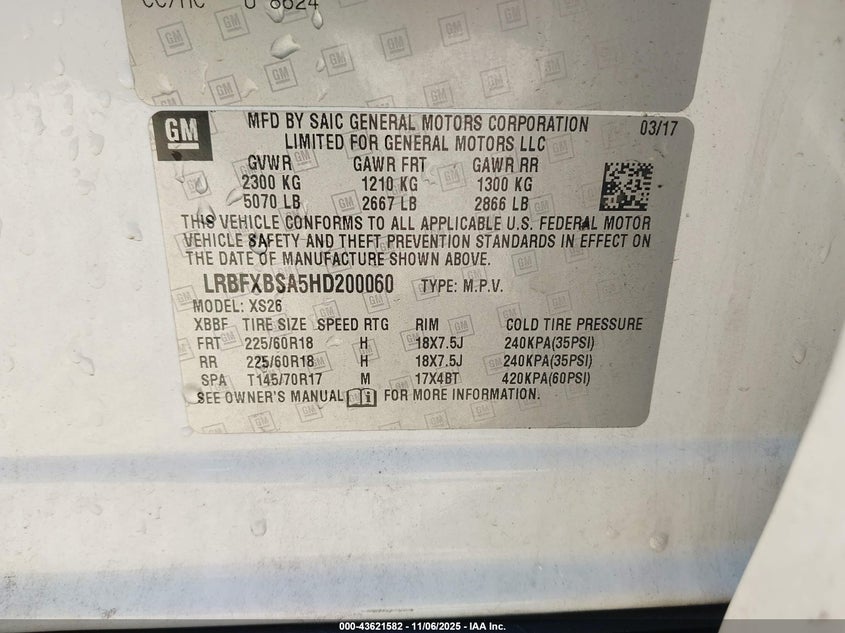 GM
MFD BY SAIC GENERAL MOTORS CORPORATION 03/17
LIMITED FOR GENERAL MOTORS LLC
GVWR GAWR FRT GAWR RR
2300 KG 1210 KG 1300 KG
5070 LB 2667 LB 2866 LB
THIS VEHICLE CONFORMS TO ALL APPLICABLE U.S. FEDERAL MOTOR
VEHICLE SAFETY AND THEFT PREVENTION STANDARDS IN EFFECT ON
THE DATE OF MANUFACTURE SHOWN ABOVE.
LRBFXBSA5HD200060 TYPE: M.P.V.
MODEL: XS26
XBBF TIRE SIZE SPEED RTG RIM COLD TIRE PRESSURE
FRT 225/60R18 H 18X7.5J 240KPA(35PSI)
RR 225/60R18 H 18X7.5J 240KPA(35PSI)
SPA T145/70R17 M 17X4BT 420KPA(60PSI)
SEE OWNER'S MANUAL FOR MORE INFORMATION.
000-43621582 - 11/06/2025 - IAA Inc.